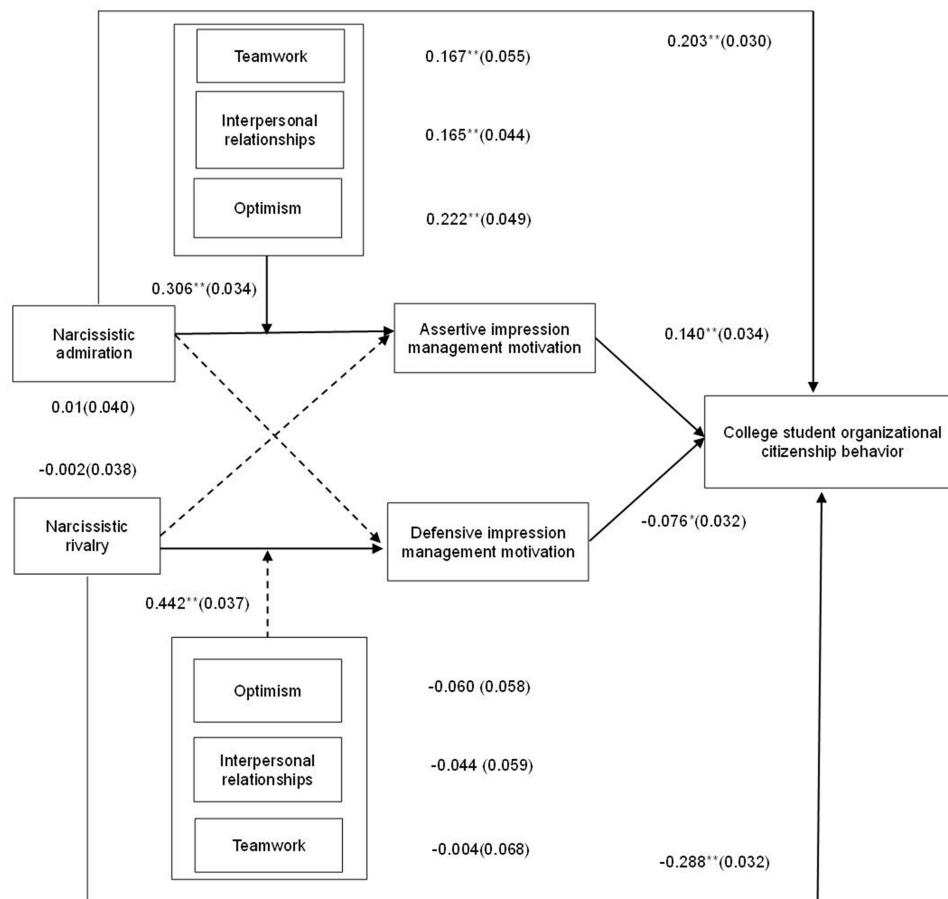 Teamwork
0.167**(0.055)
0.203**(0.030)
Interpersonal
relationships
0.165**(0.044)
Optimism
0.222**(0.049)
0.306**(0.034)
Narcissistic
admiration
Assertive impression
management motivation
0.140**(0.034)
0.01(0.040)
College student organizational
citizenship behavior
-0.002(0.038)
Narcissistic
rivalry
Defensive impression
management motivation
-0.076*(0.032)
0.442**(0.037)
Optimism
-0.060 (0.058)
Interpersonal
relationships
-0.044 (0.059)
Teamwork
-0.004(0.068)
-0.288**(0.032)